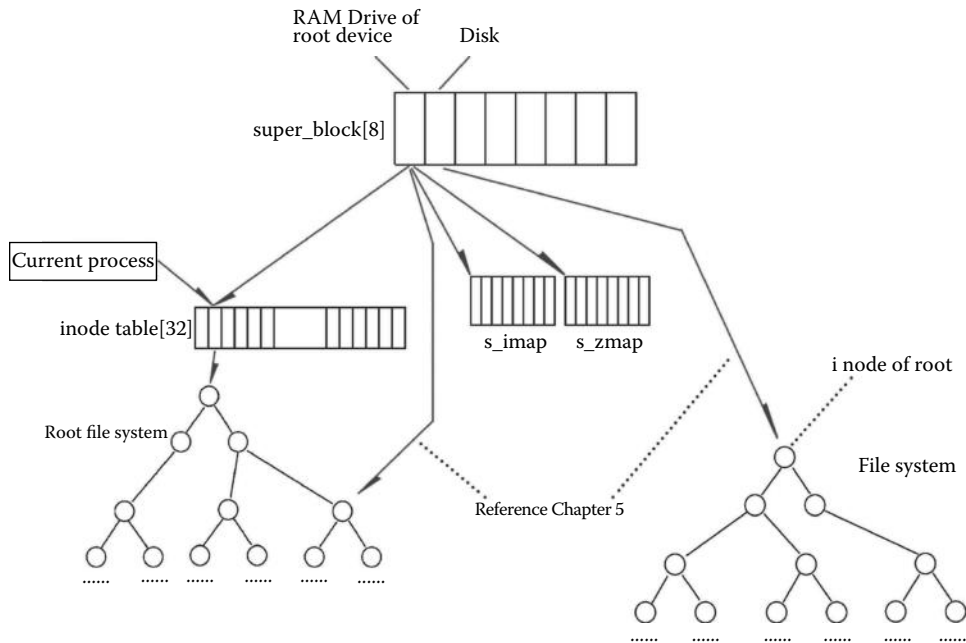 RAM Drive of
root device
Disk
super_block[8]
Current process
inode table[32]
s_imap
s_zmap
i node of root
Root file system
File system
Reference Chapter 5
......
......
......
......
......
......
......
......
......
......
......
......